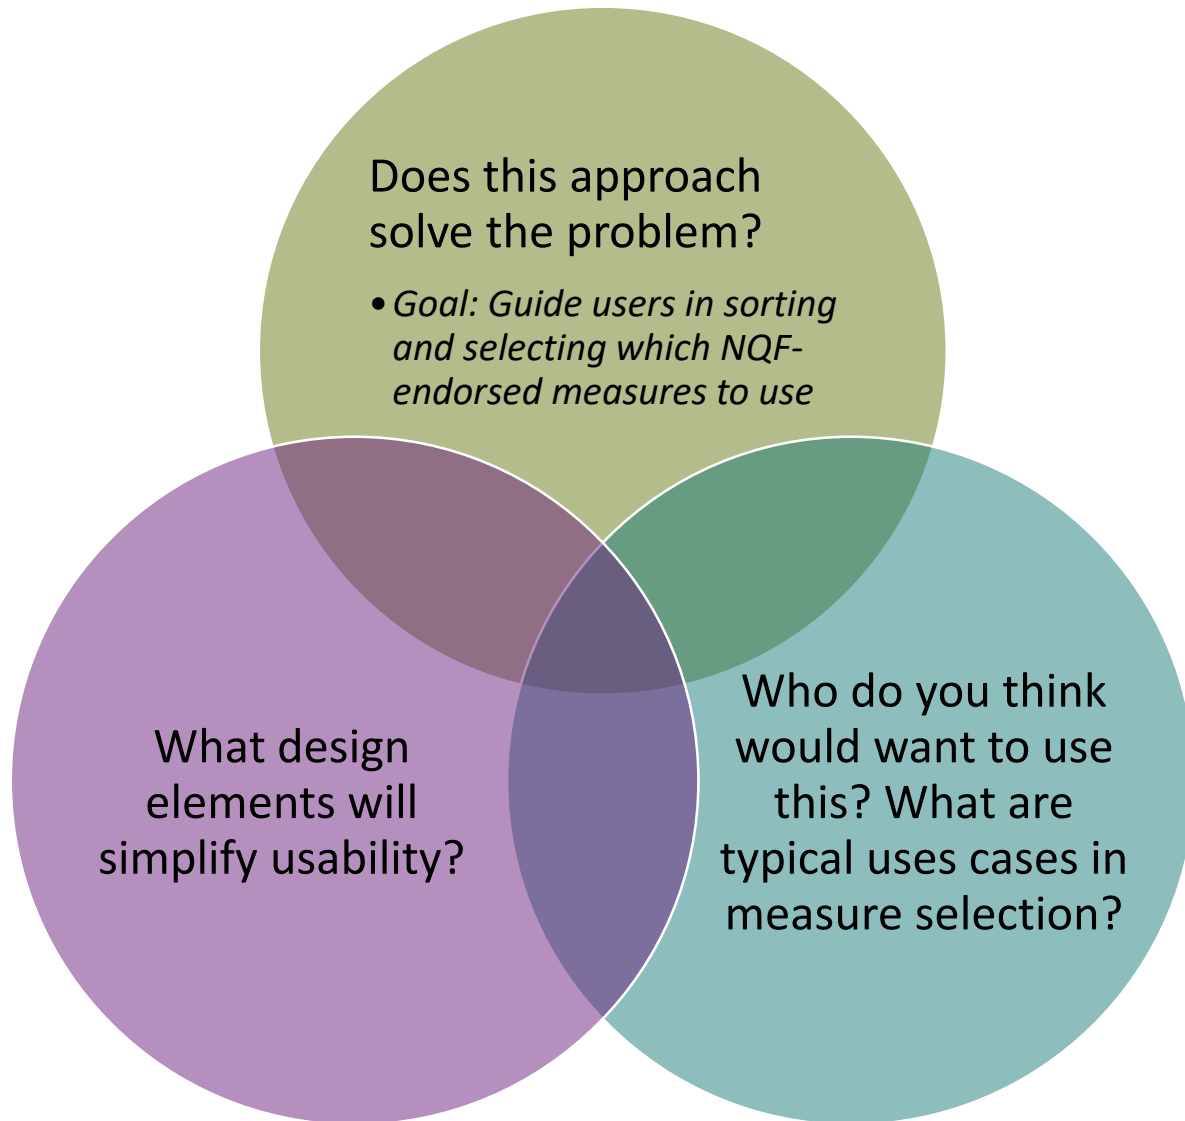 Does this approach
solve the problem?
• Goal: Guide users in sorting
and selecting which NQF-
endorsed measures to use
What design
elements will
simplify usability?
Who do you think
would want to use
this? What are
typical uses cases in
measure selection?